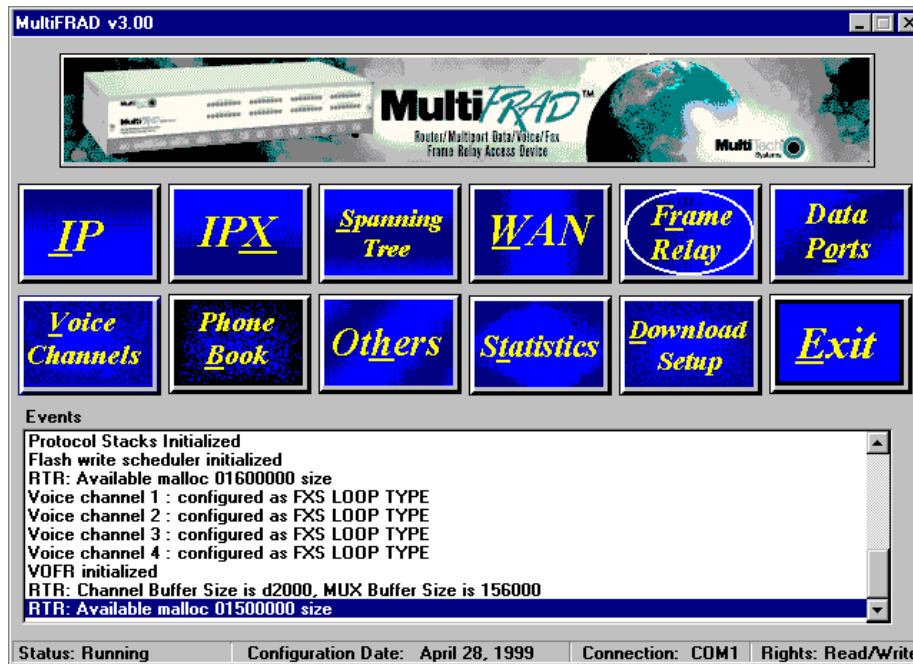 MultiFRAD v3.00
MultiFRAD™
Router/Multiport Data/Voice/Fax
Frame Relay Access Device
MultiTech
Systems
IP
IPX
Spanning
Tree
WAN
Frame
Relay
Data
Ports
Voice
Channels
Phone
Book
Others
Statistics
Download
Setup
Exit
Events
Protocol Stacks Initialized
Flash write scheduler initialized
RTR: Available malloc 01600000 size
Voice channel 1 : configured as FXS LOOP TYPE
Voice channel 2 : configured as FXS LOOP TYPE
Voice channel 3 : configured as FXS LOOP TYPE
Voice channel 4 : configured as FXS LOOP TYPE
VOFR initialized
RTR: Channel Buffer Size is d2000, MUX Buffer Size is 156000
RTR: Available malloc 01500000 size
Status: Running Configuration Date: April 28, 1999 Connection: COM1 Rights: Read/Write